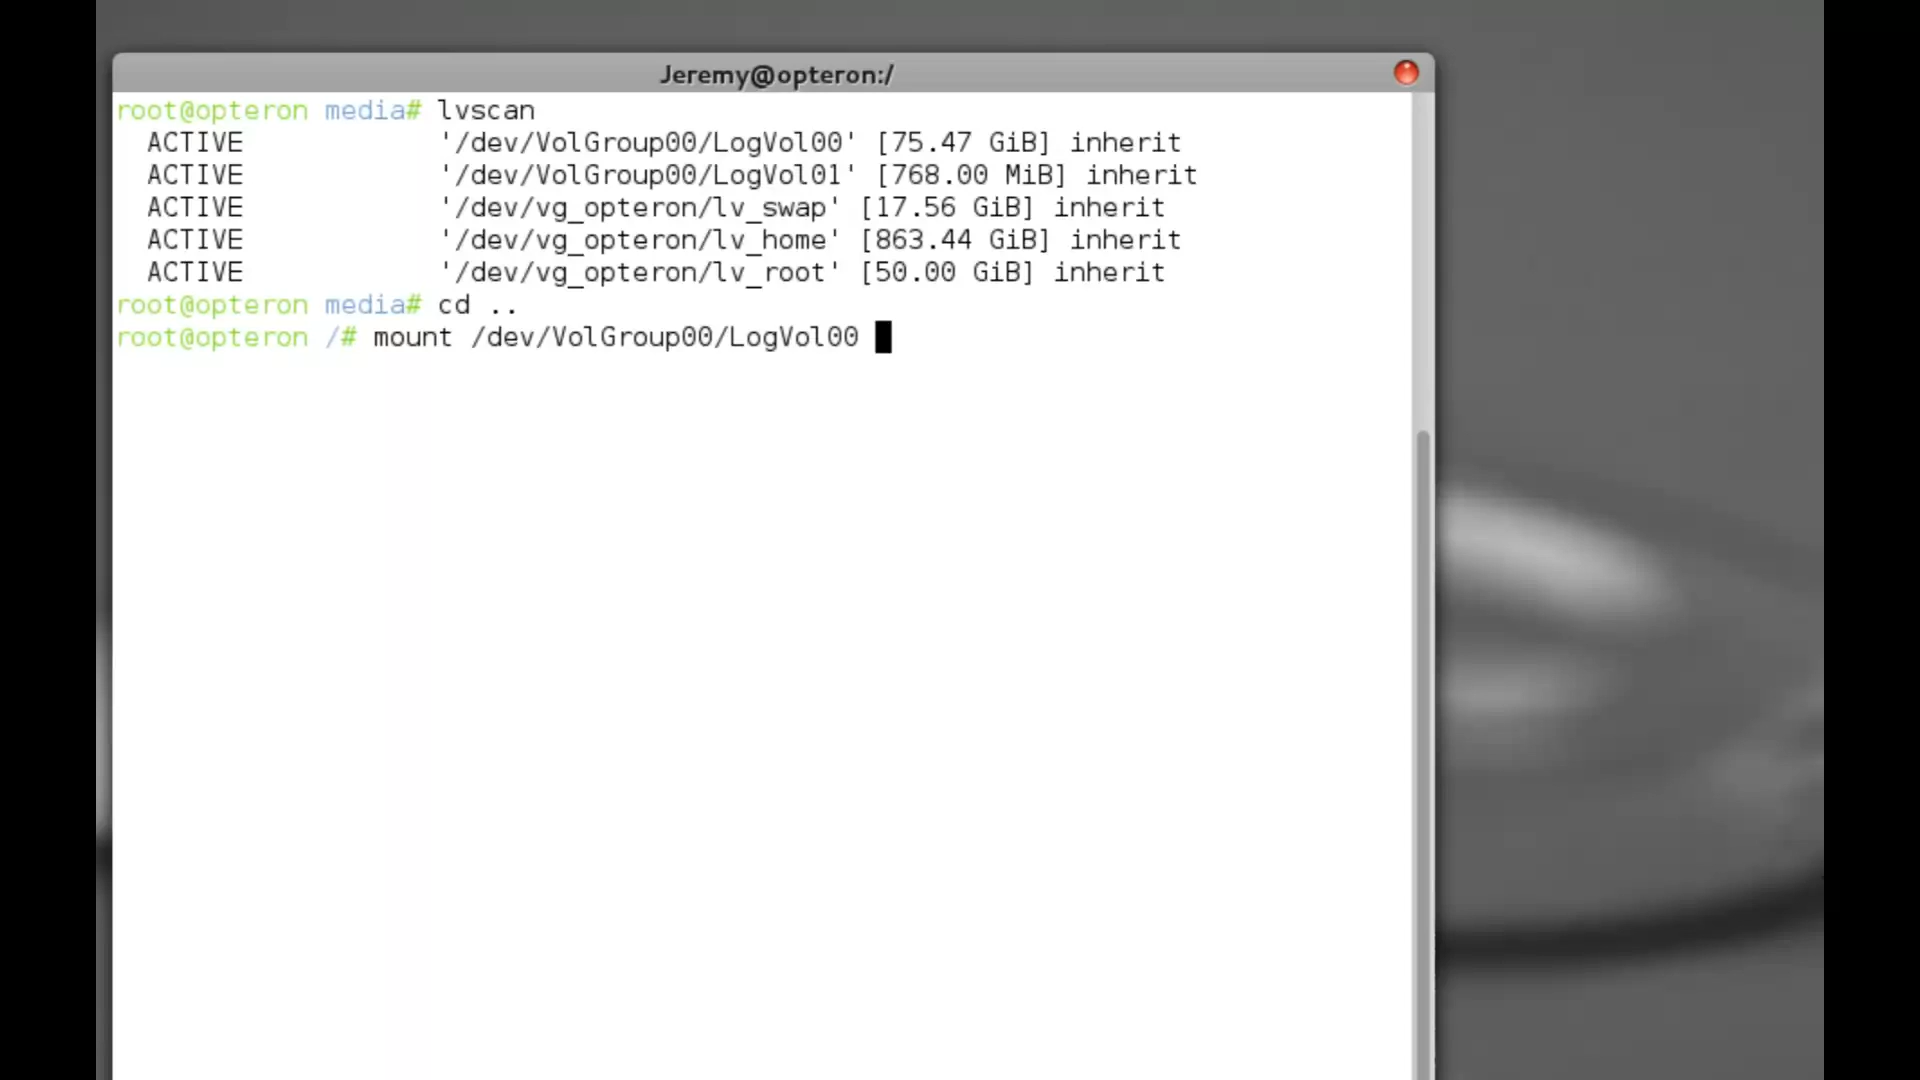 Jeremy@opteron:/
root@opteron media# lvscan
  ACTIVE            '/dev/VolGroup00/LogVol00' [75.47 GiB] inherit
  ACTIVE            '/dev/VolGroup00/LogVol01' [768.00 MiB] inherit
  ACTIVE            '/dev/vg_opteron/lv_swap' [17.56 GiB] inherit
  ACTIVE            '/dev/vg_opteron/lv_home' [863.44 GiB] inherit
  ACTIVE            '/dev/vg_opteron/lv_root' [50.00 GiB] inherit
root@opteron media# cd ..
root@opteron /# mount /dev/VolGroup00/LogVol00